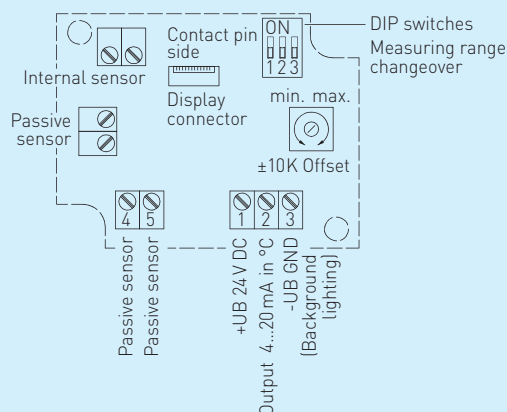 Contact pin
side
ON
1 2 3
DIP switches
Measuring range
changeover
Internal sensor
Display
connector
Passive
sensor
min. max.
±10K Offset
4 5
1 2 3
Passive sensor
Passive sensor
+UB 24 V DC
Output 4...20 mA in °C
-UB GND
(Background
lighting)